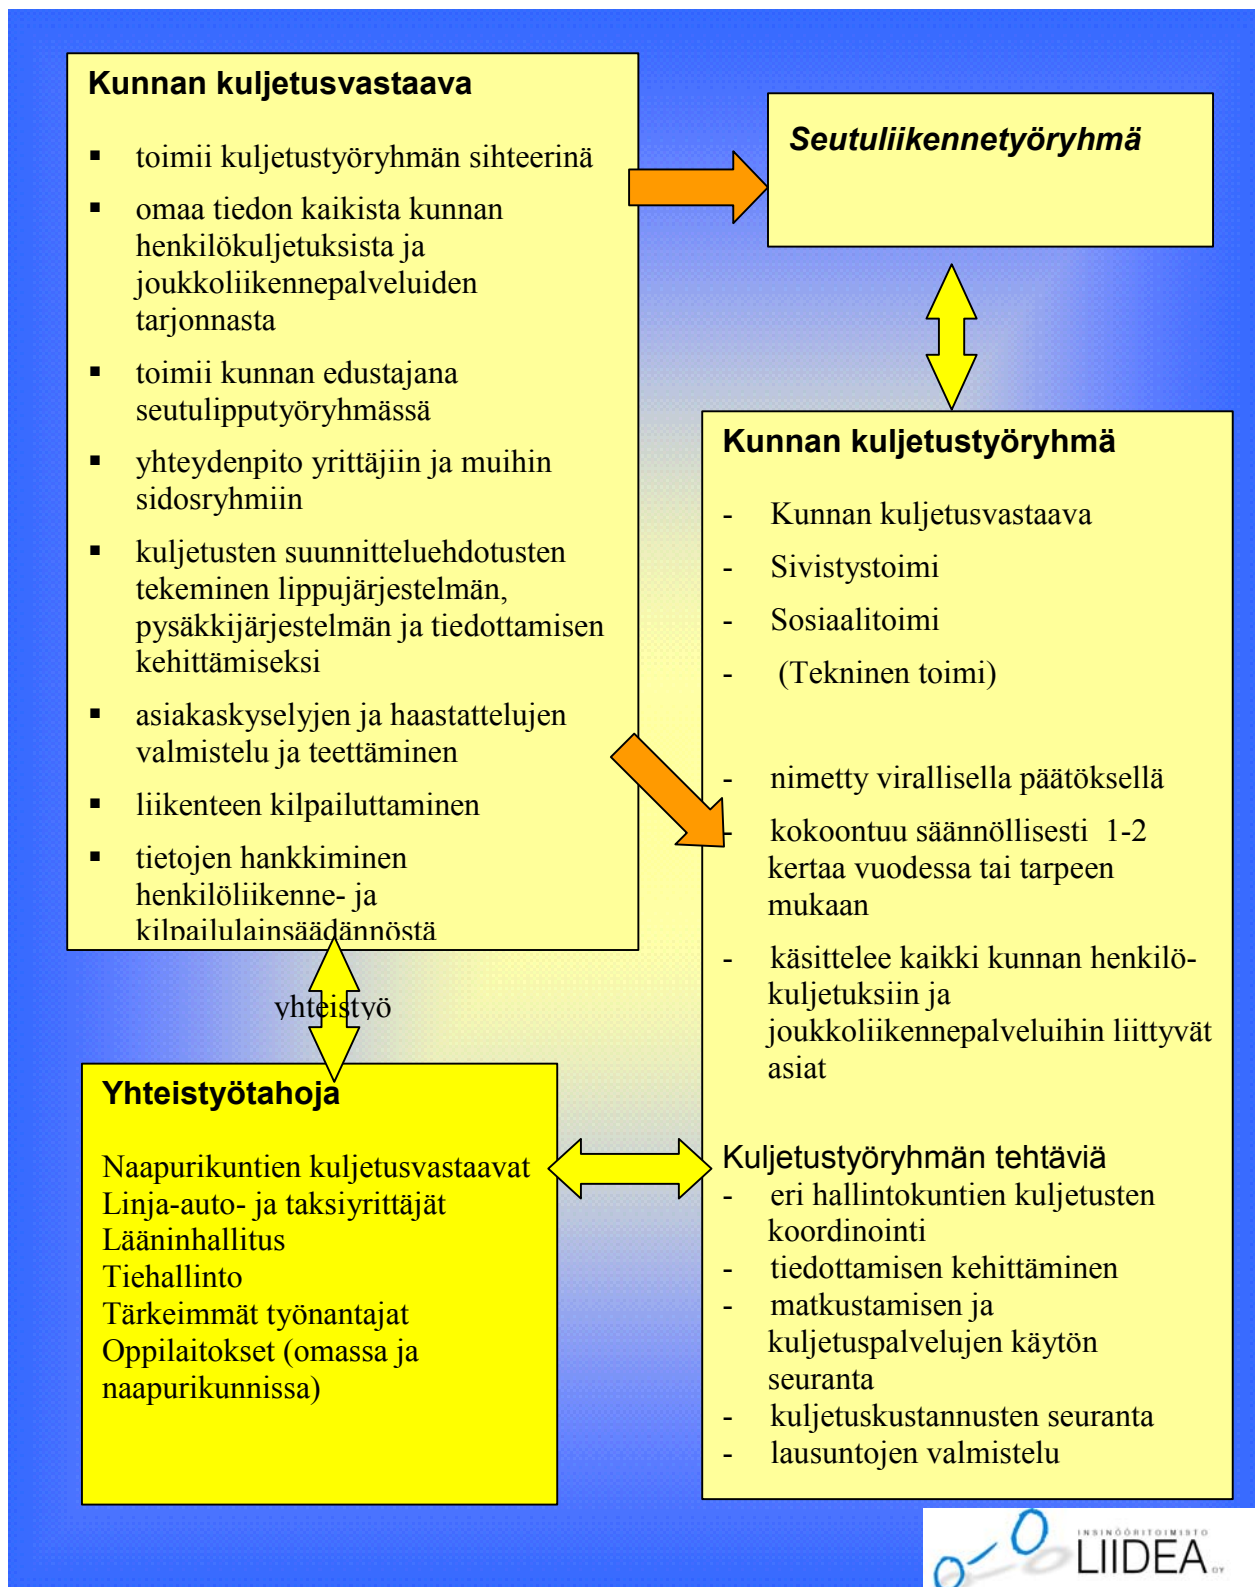 Kunnan kuljetusvastaava
▪ toimii kuljetustyöryhmän sihteerinä
▪ omaa tiedon kaikista kunnan
henkilökuljetuksista ja
joukkoliikennepalveluiden
tarjonnasta
▪ toimii kunnan edustajana
seutulipputyöryhmässä
▪ yhteydenpito yrittäjiin ja muihin
sidosryhmiin
▪ kuljetusten suunnitteluehdotusten
tekeminen lippujärjestelmän,
pysäkkijärjestelmän ja tiedottamisen
kehittämiseksi
▪ asiakaskyselyjen ja haastattelujen
valmistelu ja teettäminen
▪ liikenteen kilpailuttaminen
▪ tietojen hankkiminen
henkilöliikenne- ja
kilpailulainsäädännöstä
yhteistyö
Yhteistyötahoja
Naapurikuntien kuljetusvastaavat
Linja-auto- ja taksiyrittäjät
Lääninhallitus
Tiehallinto
Tärkeimmät työnantajat
Oppilaitokset (omassa ja
naapurikunnissa)
Seutuliikennetyöryhmä
Kunnan kuljetustyöryhmä
- Kunnan kuljetusvastaava
- Sivistystoimi
- Sosiaalitoimi
- (Tekninen toimi)
- nimetty virallisella päätöksellä
- kokoontuu säännöllisesti 1-2
kertaa vuodessa tai tarpeen
mukaan
- käsittelee kaikki kunnan henkilö-
kuljetuksiin ja
joukkoliikennepalveluihin liittyvät
asiat
Kuljetustyöryhmän tehtäviä
- eri hallintokuntien kuljetusten
koordinointi
- tiedottamisen kehittäminen
- matkustamisen ja
kuljetuspalvelujen käytön
seuranta
- kuljetuskustannusten seuranta
- lausuntojen valmistelu
INSINÖÖRITOIMISTO
LIIDEA OY